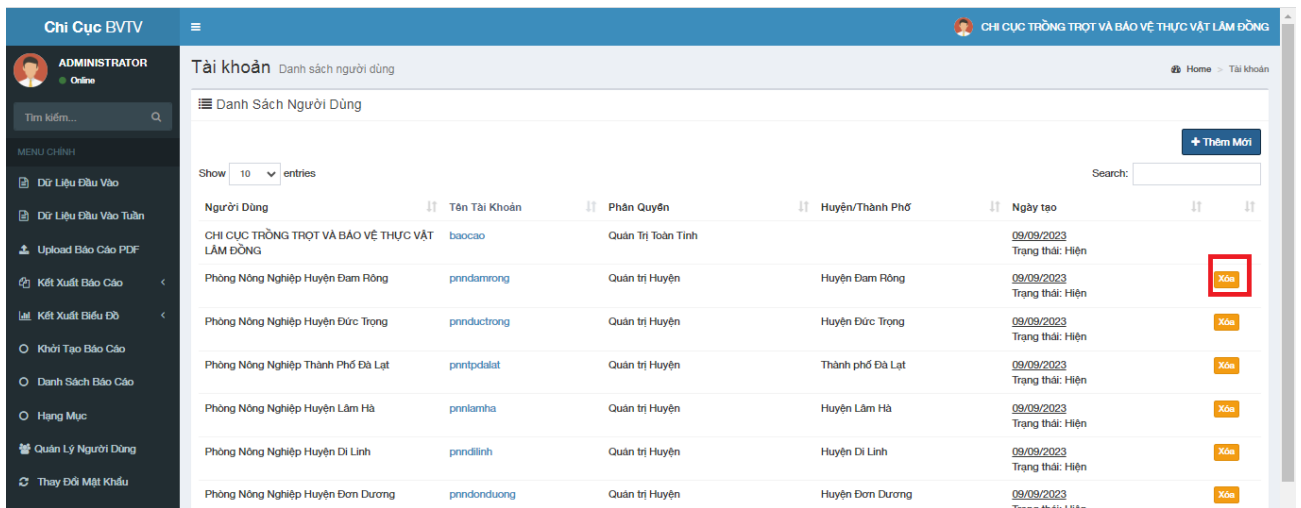 Chi Cục BVTV
CHI CỤC TRỒNG TRỌT VÀ BẢO VỆ THỰC VẬT LÂM ĐỒNG
ADMINISTRATOR
Online
Tìm kiếm...
MENU CHÍNH
Dữ Liệu Đầu Vào
Dữ Liệu Đầu Vào Tuần
Upload Báo Cáo PDF
Kết Xuất Báo Cáo
Kết Xuất Biểu Đồ
Khởi Tạo Báo Cáo
Danh Sách Báo Cáo
Hạng Mục
Quản Lý Người Dùng
Thay Đổi Mật Khẩu
Tài khoản Danh sách người dùng
Home > Tài khoản
Danh Sách Người Dùng
+ Thêm Mới
Show 10 entries Search:
Người Dùng Tên Tài Khoản Phân Quyền Huyện/Thành Phố Ngày tạo
CHI CỤC TRỒNG TRỌT VÀ BẢO VỆ THỰC VẬT baocao Quản Trị Toàn Tỉnh 09/09/2023
LÂM ĐỒNG Trạng thái: Hiện
Phòng Nông Nghiệp Huyện Đam Rông pnndamrong Quản trị Huyện Huyện Đam Rông 09/09/2023 Xóa
Trạng thái: Hiện
Phòng Nông Nghiệp Huyện Đức Trọng pnnductrong Quản trị Huyện Huyện Đức Trọng 09/09/2023 Xóa
Trạng thái: Hiện
Phòng Nông Nghiệp Thành Phố Đà Lạt pnntpdalat Quản trị Huyện Thành phố Đà Lạt 09/09/2023 Xóa
Trạng thái: Hiện
Phòng Nông Nghiệp Huyện Lâm Hà pnnlamha Quản trị Huyện Huyện Lâm Hà 09/09/2023 Xóa
Trạng thái: Hiện
Phòng Nông Nghiệp Huyện Di Linh pnndilinh Quản trị Huyện Huyện Di Linh 09/09/2023 Xóa
Trạng thái: Hiện
Phòng Nông Nghiệp Huyện Đơn Dương pnndonduong Quản trị Huyện Huyện Đơn Dương 09/09/2023 Xóa
Trạng thái: Hiện